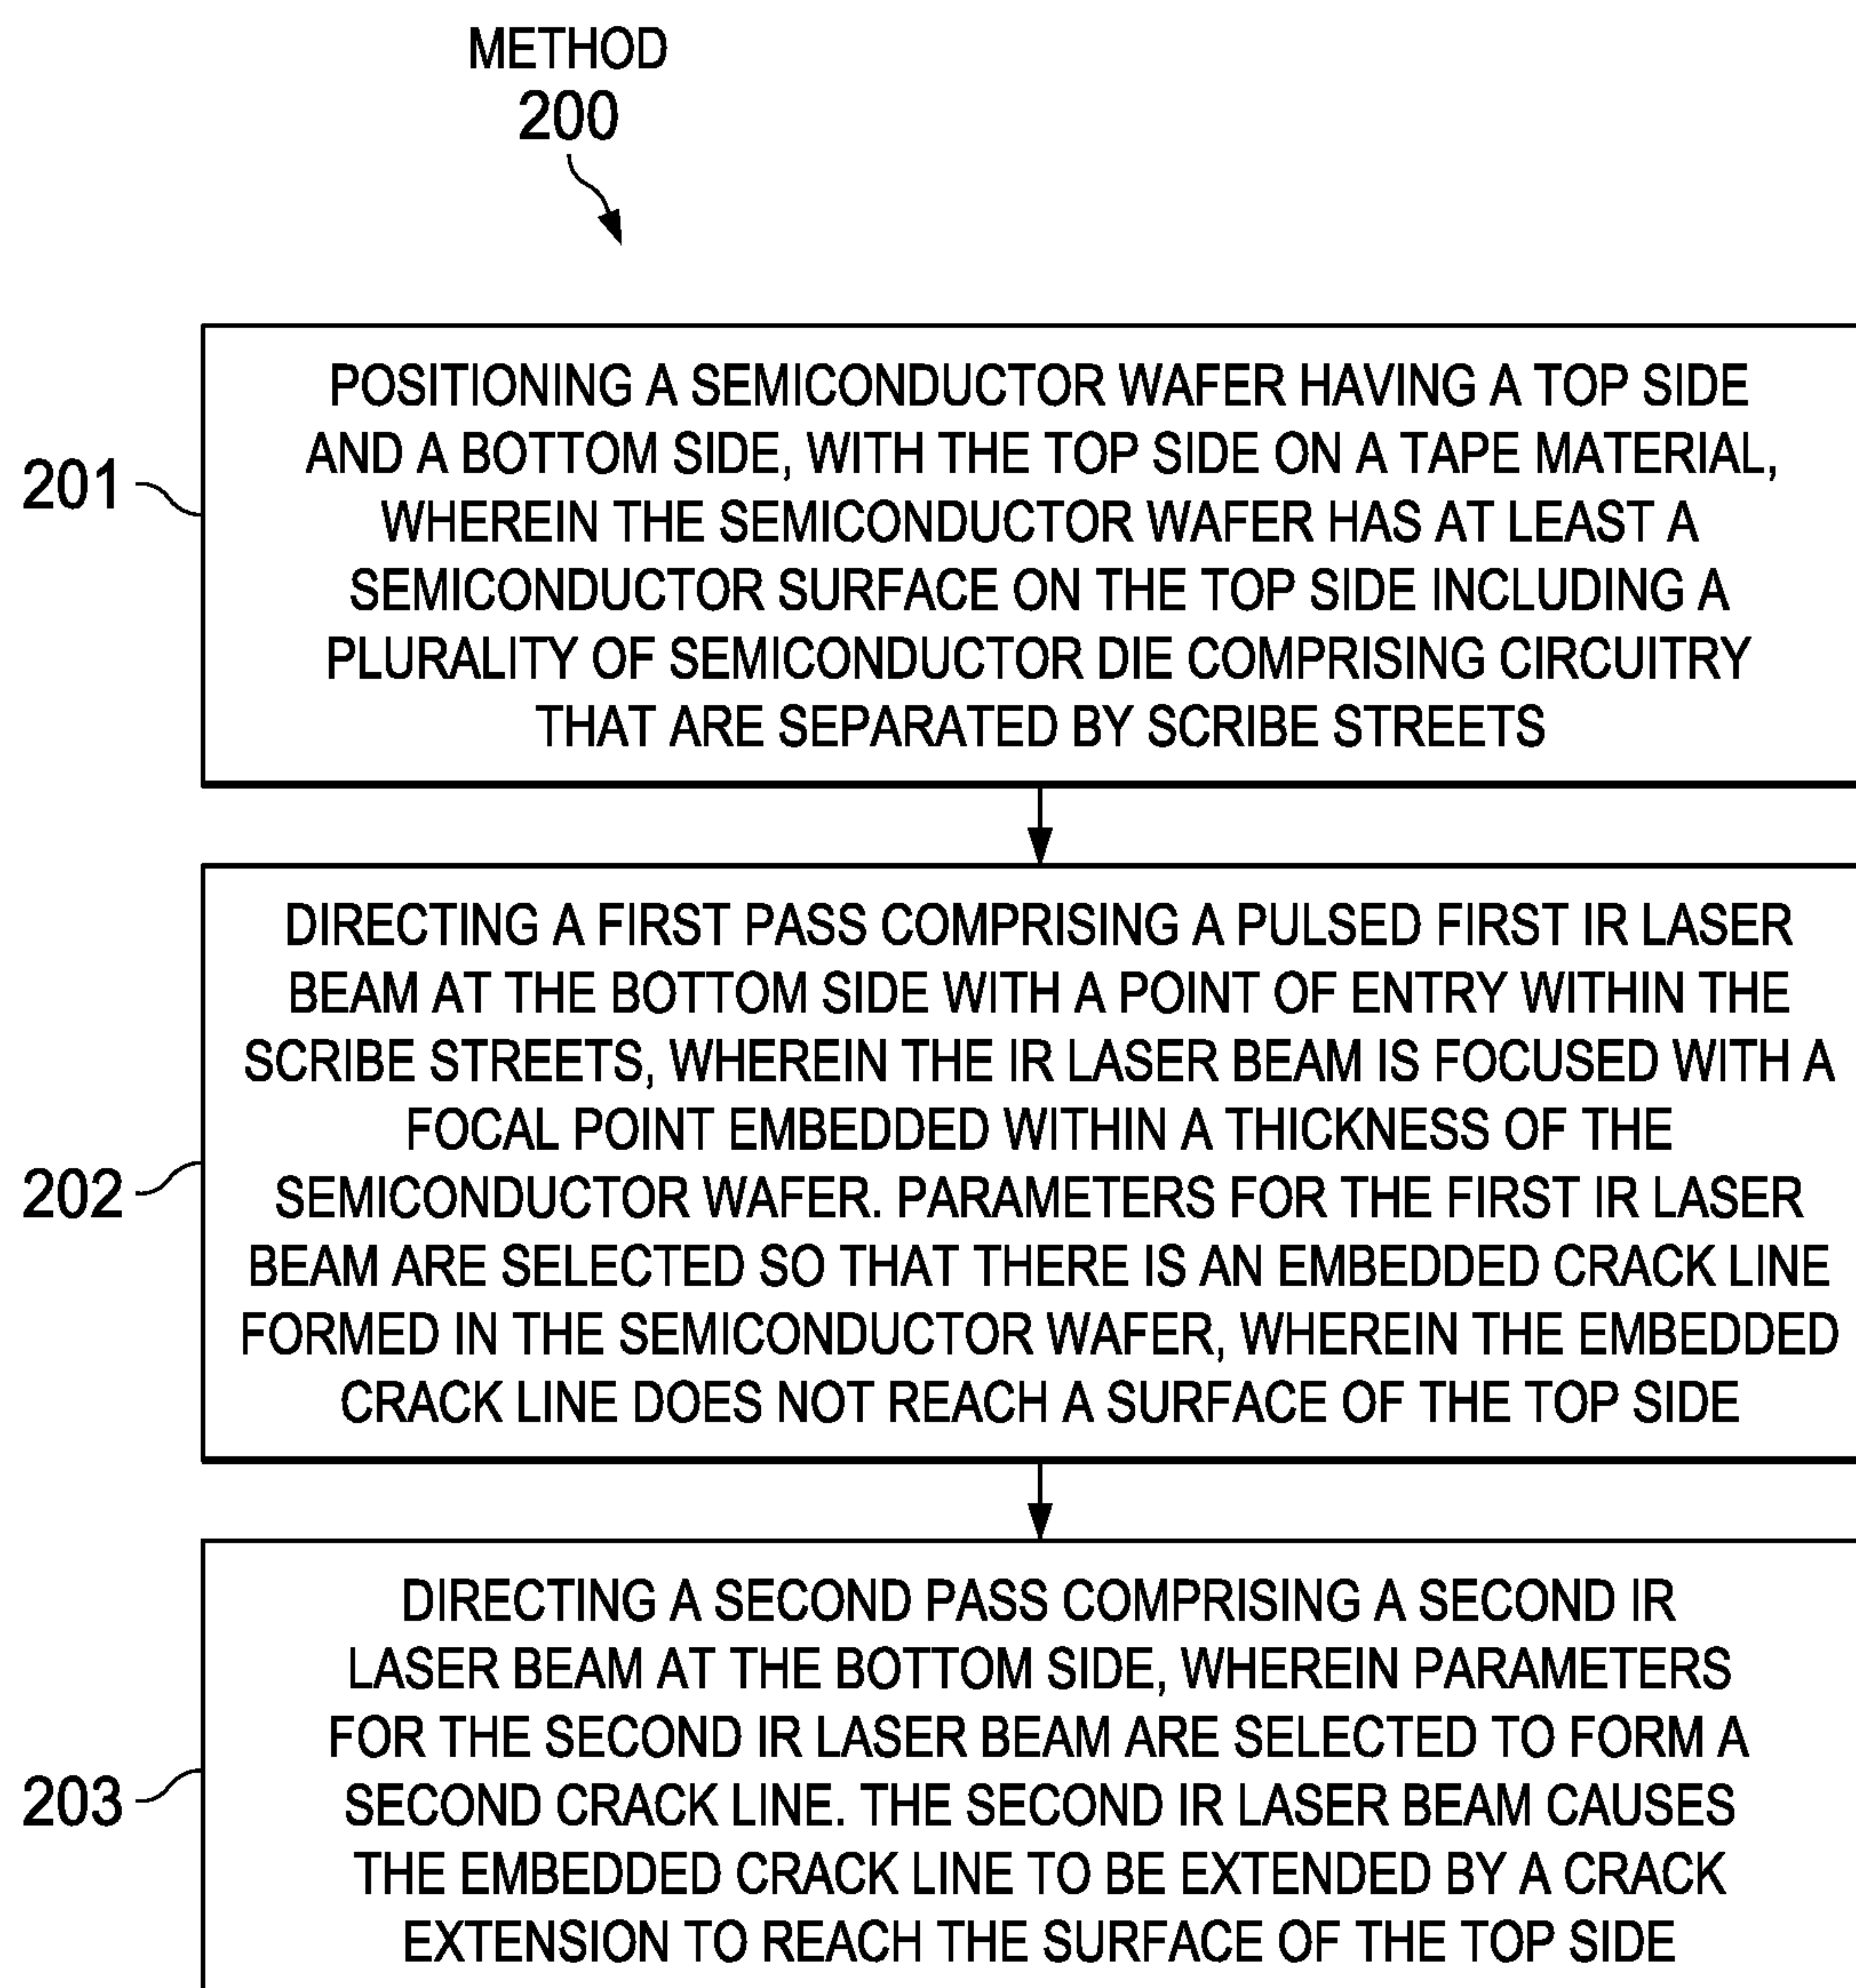 METHOD
200
201
POSITIONING A SEMICONDUCTOR WAFER HAVING A TOP SIDE
AND A BOTTOM SIDE, WITH THE TOP SIDE ON A TAPE MATERIAL,
WHEREIN THE SEMICONDUCTOR WAFER HAS AT LEAST A
SEMICONDUCTOR SURFACE ON THE TOP SIDE INCLUDING A
PLURALITY OF SEMICONDUCTOR DIE COMPRISING CIRCUITRY
THAT ARE SEPARATED BY SCRIBE STREETS
202
DIRECTING A FIRST PASS COMPRISING A PULSED FIRST IR LASER
BEAM AT THE BOTTOM SIDE WITH A POINT OF ENTRY WITHIN THE
SCRIBE STREETS, WHEREIN THE IR LASER BEAM IS FOCUSED WITH A
FOCAL POINT EMBEDDED WITHIN A THICKNESS OF THE
SEMICONDUCTOR WAFER. PARAMETERS FOR THE FIRST IR LASER
BEAM ARE SELECTED SO THAT THERE IS AN EMBEDDED CRACK LINE
FORMED IN THE SEMICONDUCTOR WAFER, WHEREIN THE EMBEDDED
CRACK LINE DOES NOT REACH A SURFACE OF THE TOP SIDE
203
DIRECTING A SECOND PASS COMPRISING A SECOND IR
LASER BEAM AT THE BOTTOM SIDE, WHEREIN PARAMETERS
FOR THE SECOND IR LASER BEAM ARE SELECTED TO FORM A
SECOND CRACK LINE. THE SECOND IR LASER BEAM CAUSES
THE EMBEDDED CRACK LINE TO BE EXTENDED BY A CRACK
EXTENSION TO REACH THE SURFACE OF THE TOP SIDE